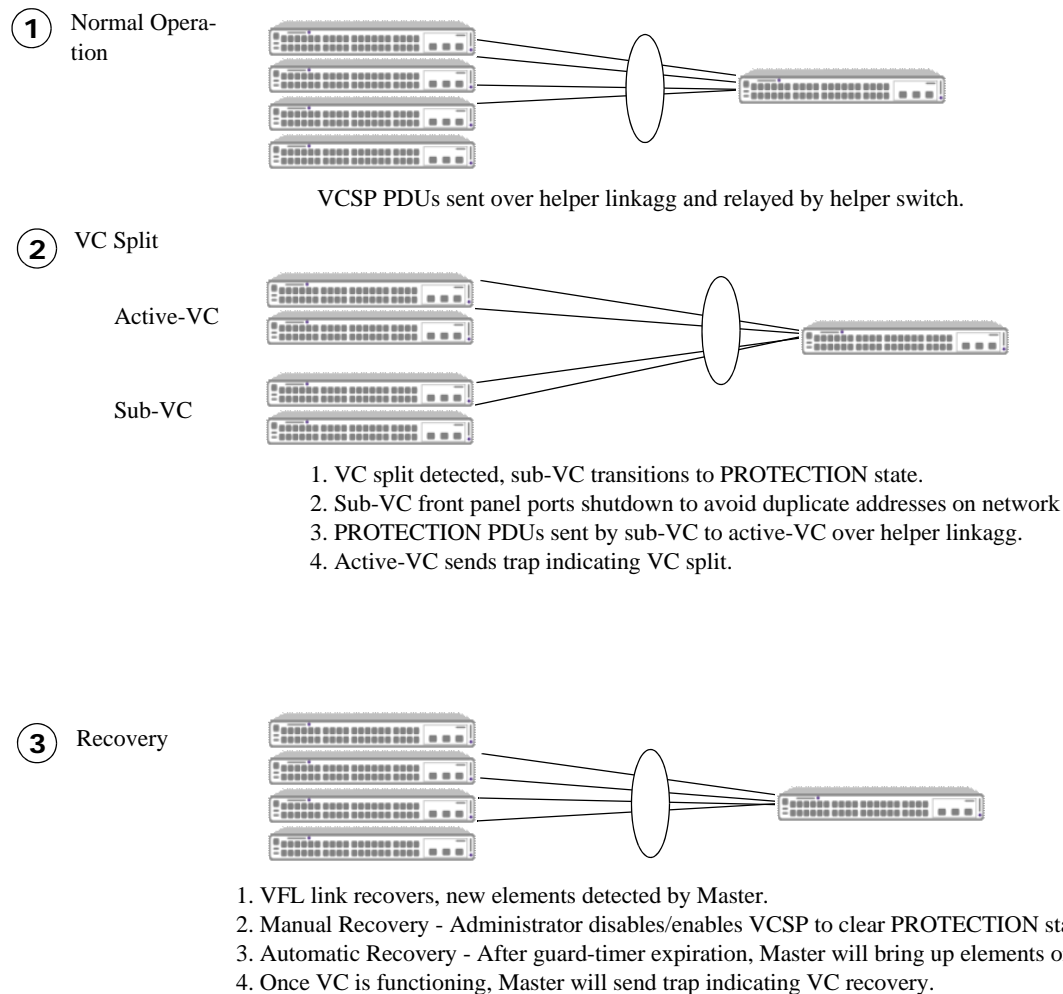 1
Normal Opera-
tion
VCSP PDUs sent over helper linkagg and relayed by helper switch.
2
VC Split
Active-VC
Sub-VC
1. VC split detected, sub-VC transitions to PROTECTION state.
2. Sub-VC front panel ports shutdown to avoid duplicate addresses on network
3. PROTECTION PDUs sent by sub-VC to active-VC over helper linkagg.
4. Active-VC sends trap indicating VC split.
3
Recovery
1. VFL link recovers, new elements detected by Master.
2. Manual Recovery - Administrator disables/enables VCSP to clear PROTECTION sta
3. Automatic Recovery - After guard-timer expiration, Master will bring up elements o
4. Once VC is functioning, Master will send trap indicating VC recovery.